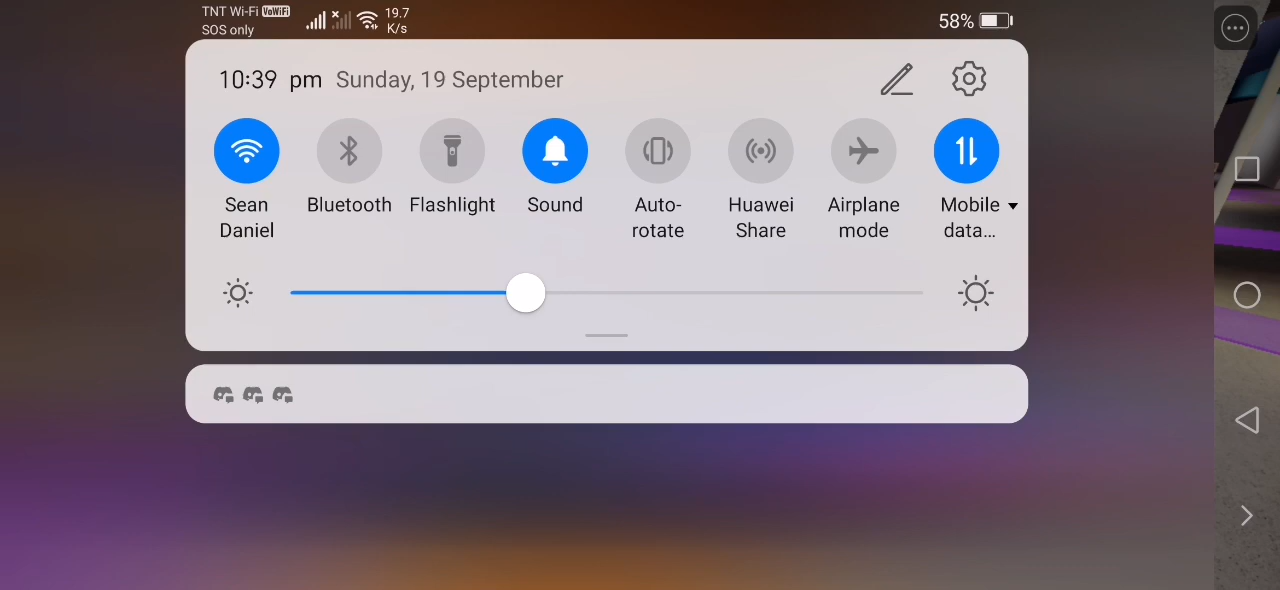 TNT Wi-Fi VoWiFi
SOS only
19.7
K/s
58%
10:39 pm Sunday, 19 September
Sean
Daniel
Bluetooth
Flashlight
Sound
Auto-
rotate
Huawei
Share
Airplane
mode
Mobile
data...